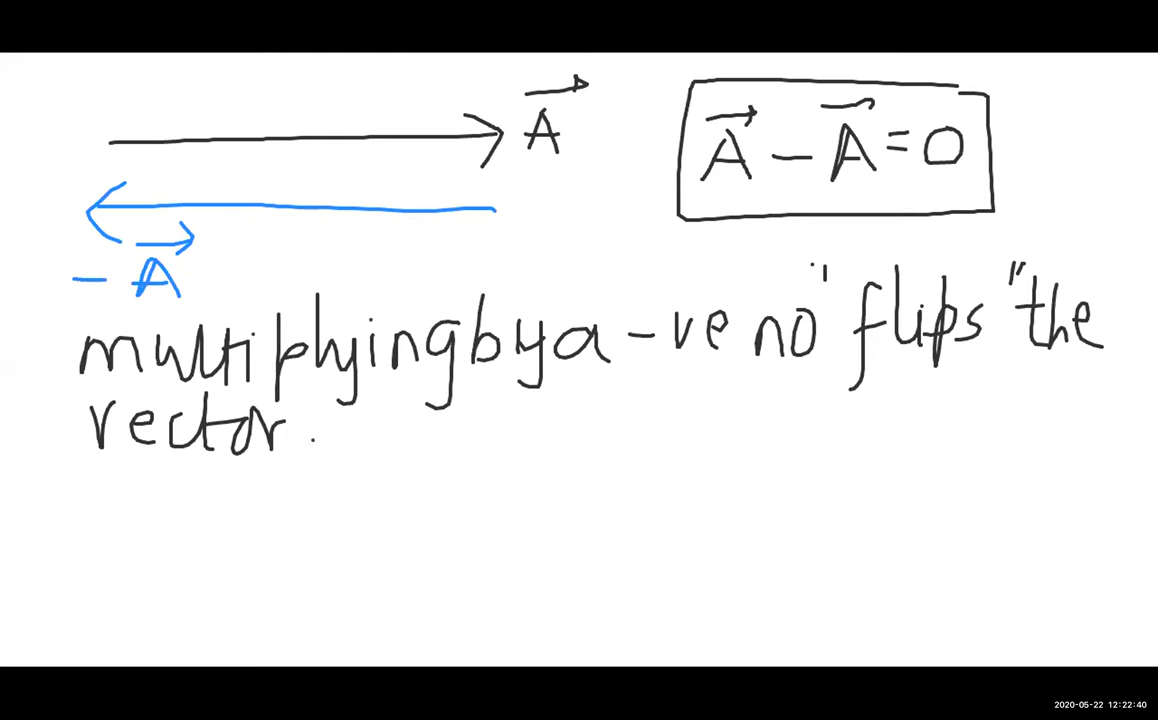 A⃗
A⃗ - A⃗ = 0
- A⃗
multiplying by a -ve no "flips" the
vector.
2020-05-22 12:22:40